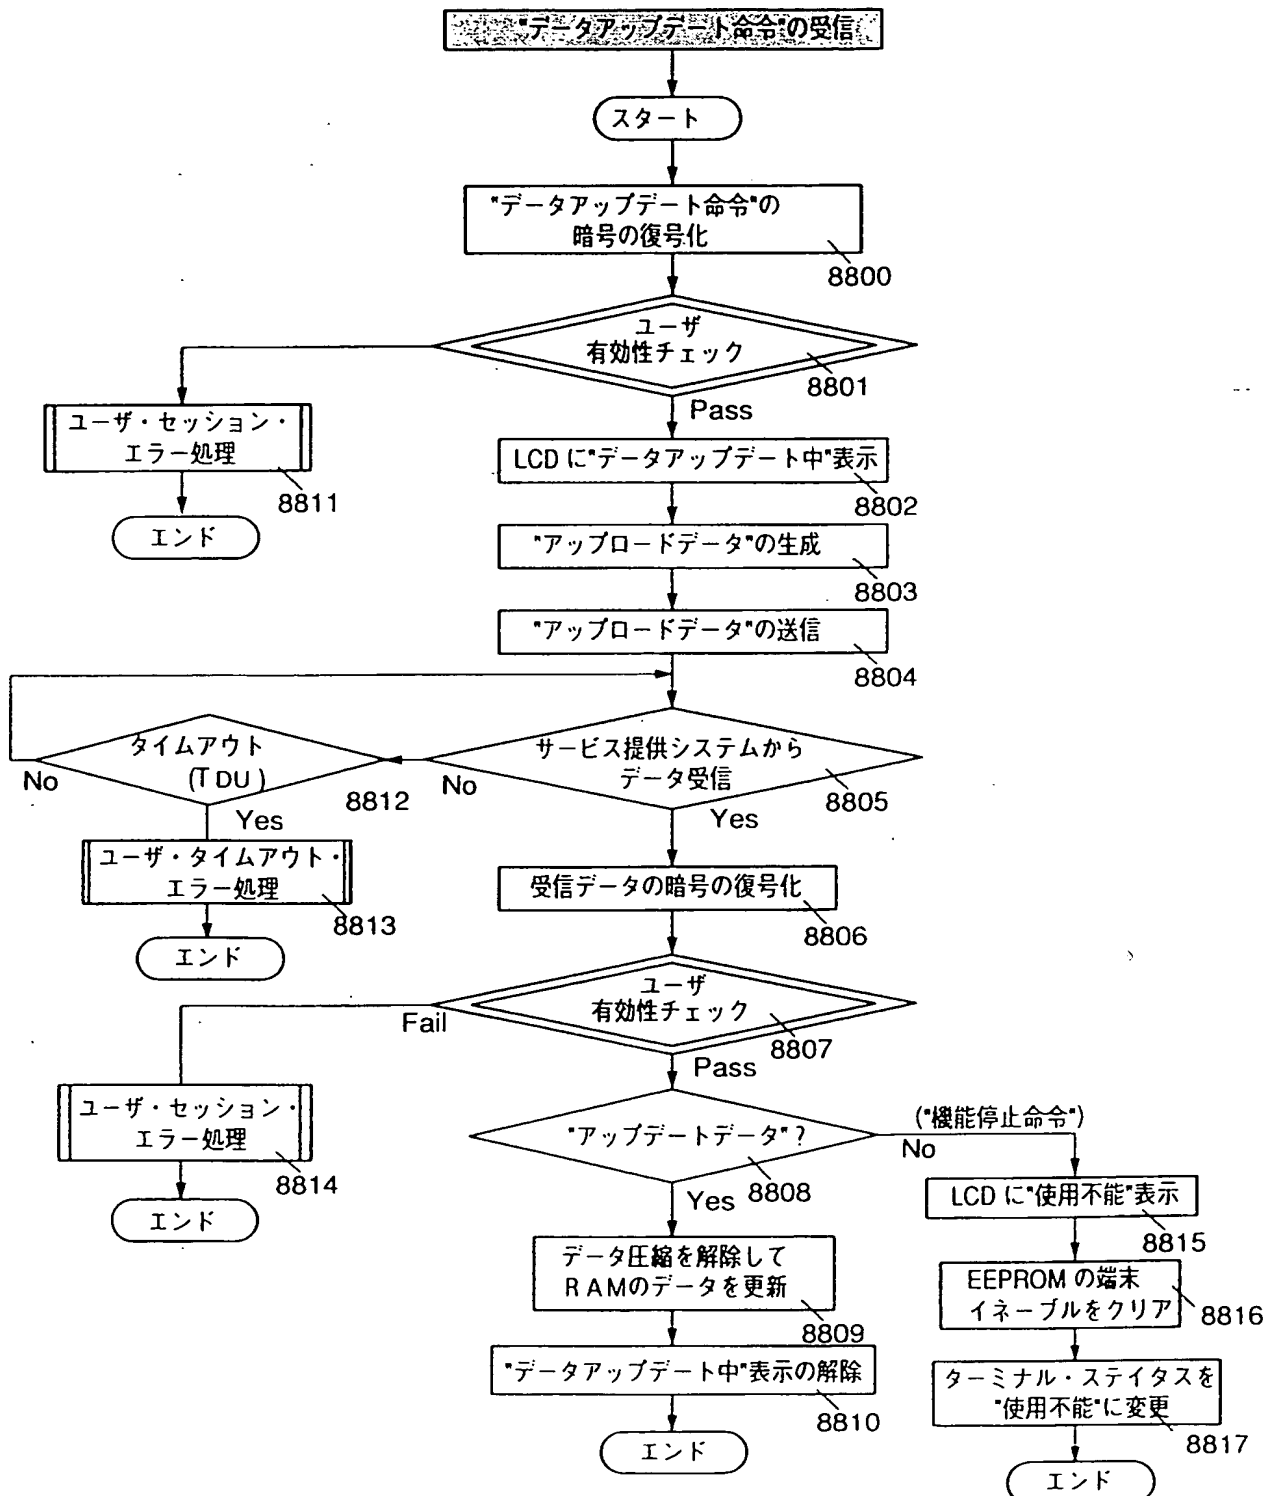 "データアップデート命令"の受信
スタート
"データアップデート命令"の
暗号の復号化
8800
ユーザ
有効性チェック
8801
Pass
ユーザ・セッション・
エラー処理
8811
エンド
LCDに"データアップデート中"表示
8802
"アップロードデータ"の生成
8803
"アップロードデータ"の送信
8804
サービス提供システムから
データ受信
8805
No
Yes
タイムアウト
(TDU)
8812
No
Yes
ユーザ・タイムアウト・
エラー処理
8813
エンド
受信データの暗号の復号化
8806
ユーザ
有効性チェック
8807
Fail
Pass
ユーザ・セッション・
エラー処理
8814
エンド
"アップデートデータ"?
8808
("機能停止命令")
No
Yes
データ圧縮を解除して
RAMのデータを更新
8809
"データアップデート中"表示の解除
8810
エンド
LCDに"使用不能"表示
8815
EEPROMの端末
イネーブルをクリア
8816
ターミナル・ステイタスを
"使用不能"に変更
8817
エンド